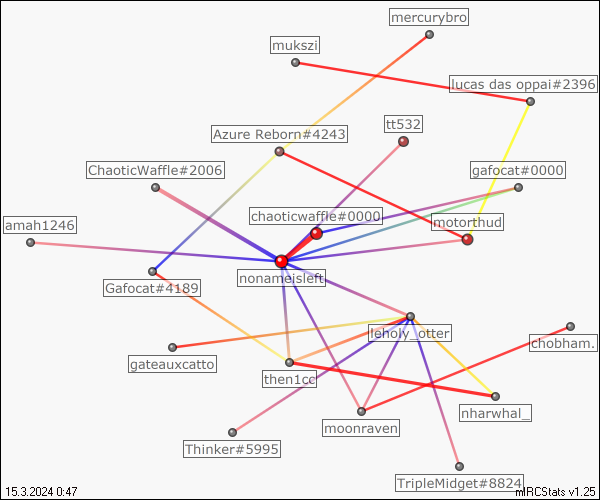 mercurybro
mukszi
lucas das oppai#2396
tt532
Azure Reborn#4243
ChaoticWaffle#2006
gafocat#0000
chaoticwaffle#0000
amah1246
motorthud
nonameisleft
Gafocat#4189
lehoiy_otter
chobham.
gateauxcatto
then1cc
nharwhal_
moonraven
Thinker#5995
TripleMidget#8824
15.3.2024 0:47
mIRCStats v1.25